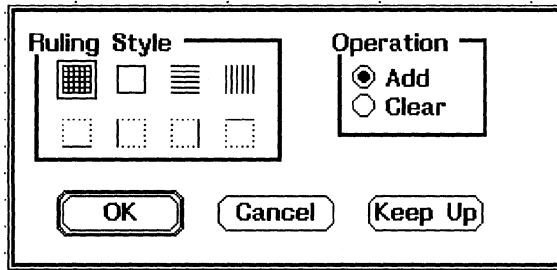 Ruling Style
Operation
Add
Clear
OK
Cancel
Keep Up